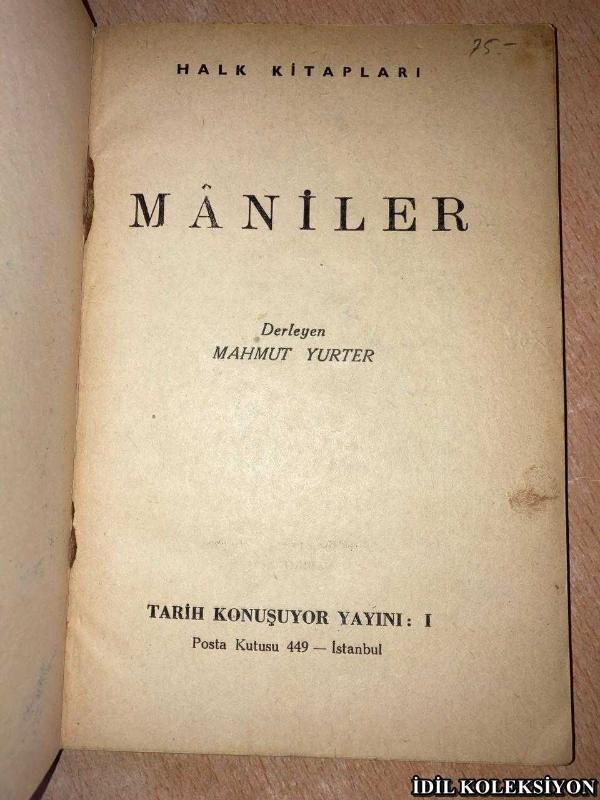 75.-
HALK KİTAPLARI
MÂNİLER
Derleyen
MAHMUT YURTER
TARİH KONUŞUYOR YAYINI: I
Posta Kutusu 449 — İstanbul
İDİL KOLEKSİYON